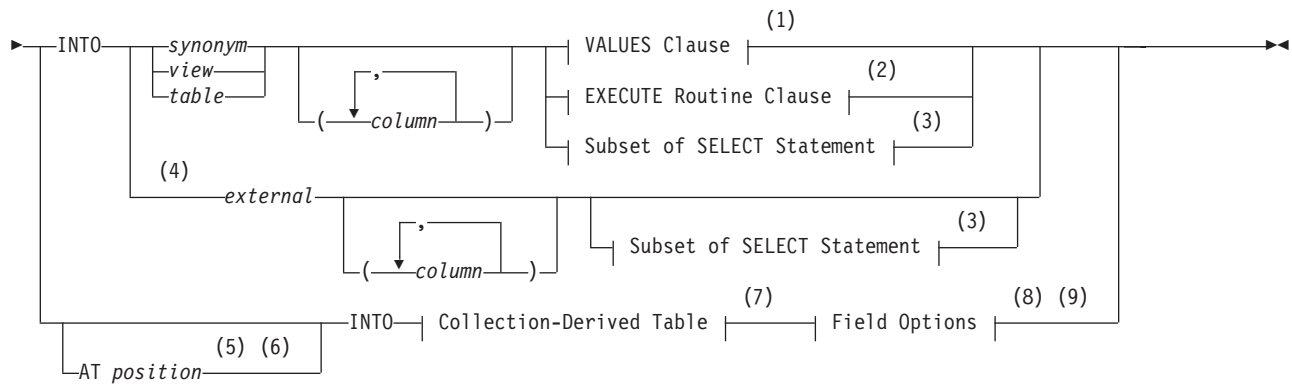 (1)
INTO synonym VALUES Clause
view , (2)
table EXECUTE Routine Clause
( column ) (3)
Subset of SELECT Statement
(4)
external
, (3)
Subset of SELECT Statement
( column )
(7) (8) (9)
INTO Collection-Derived Table Field Options
(5) (6)
AT position